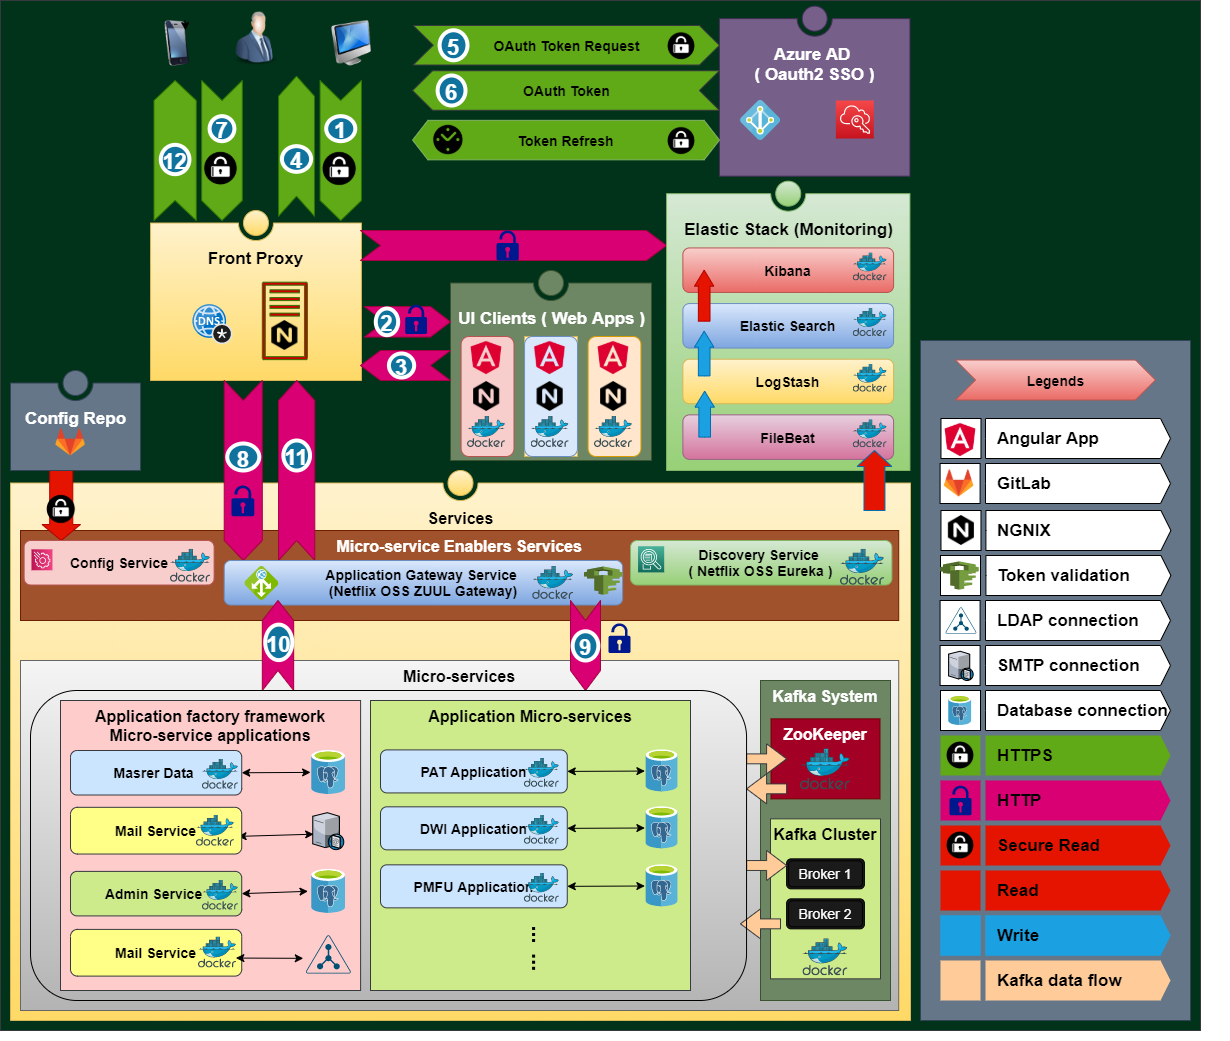 5
OAuth Token Request
6
OAuth Token
Token Refresh
Azure AD
( Oauth2 SSO )
12
7
4
1
Front Proxy
DNS
*
N
2
3
UI Clients ( Web Apps )
A
A
A
N
N
N
docker
docker
docker
Elastic Stack (Monitoring)
Kibana
docker
Elastic Search
docker
LogStash
docker
FileBeat
docker
Config Repo
8
11
Services
Micro-service Enablers Services
Config Service
docker
Application Gateway Service
(Netflix OSS ZUUL Gateway)
docker
Discovery Service
( Netflix OSS Eureka )
docker
10
9
Micro-services
Application factory framework
Micro-service applications
Masrer Data
docker
Mail Service
docker
Admin Service
docker
Mail Service
docker
Application Micro-services
PAT Application
docker
DWI Application
docker
PMFU Application
docker
Kafka System
ZooKeeper
docker
Kafka Cluster
Broker 1
Broker 2
docker
Legends
A
Angular App
GitLab
N
NGNIX
Token validation
LDAP connection
SMTP connection
Database connection
HTTPS
HTTP
Secure Read
Read
Write
Kafka data flow